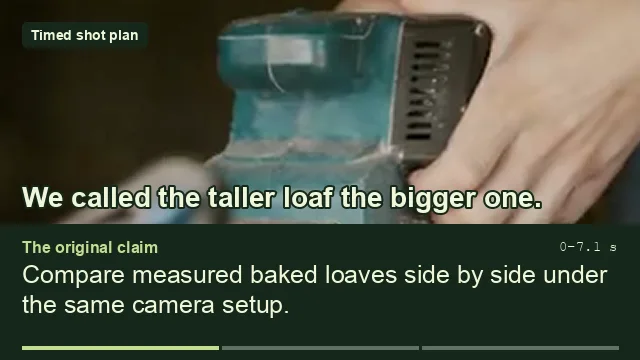 Timed shot plan
We called the taller loaf the bigger one.
The original claim
0–7.1 s
Compare measured baked loaves side by side under
the same camera setup.